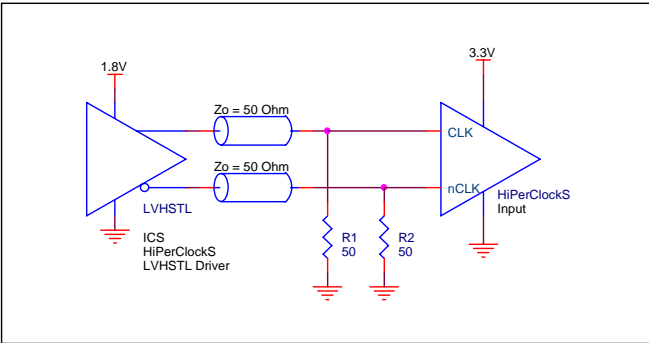 3.3V
1.8V
Zo = 50 Ohm
CLK
Zo = 50 Ohm
nCLK
HiPerClockS
Input
LVHSTL
ICS
HiPerClockS
LVHSTL Driver
R1
50
R2
50